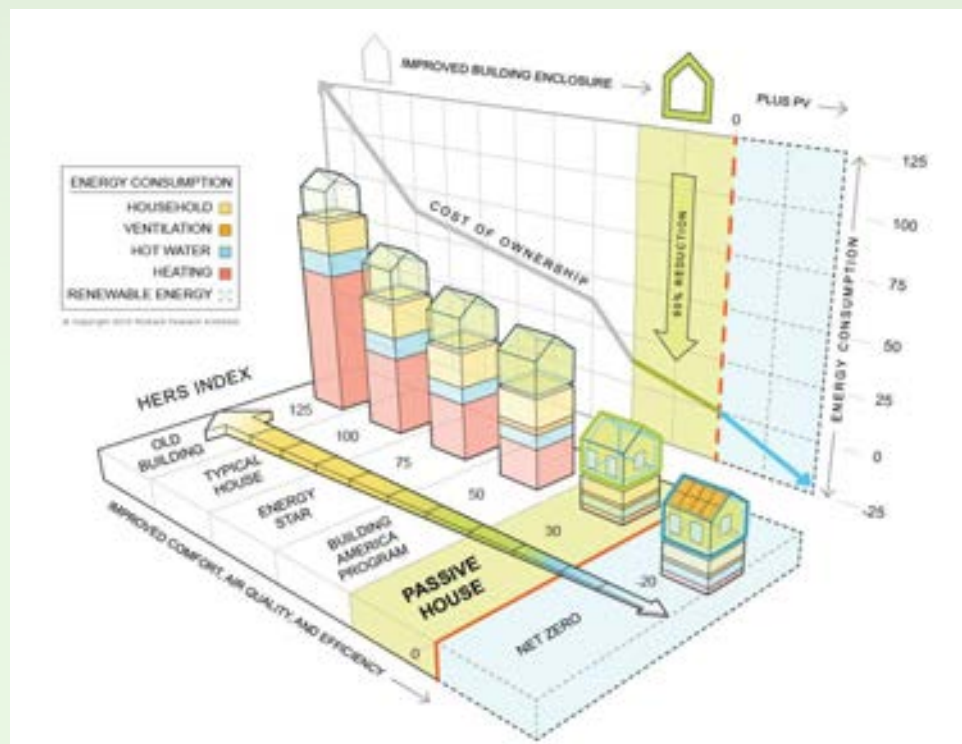 IMPROVED BUILDING ENCLOSURE
PLUS PV
0
125
100
75
50
25
0
-25
ENERGY CONSUMPTION
COST OF OWNERSHIP
REDUCTION
ENERGY CONSUMPTION
HOUSEHOLD
VENTILATION
HOT WATER
HEATING
RENEWABLE ENERGY
HERS INDEX
125
100
75
50
30
-20
OLD
BUILDING
TYPICAL
HOUSE
ENERGY
STAR
BUILDING
AMERICA
PROGRAM
PASSIVE
HOUSE
NET ZERO
0
IMPROVED COMFORT, AIR QUALITY, AND EFFICIENCY